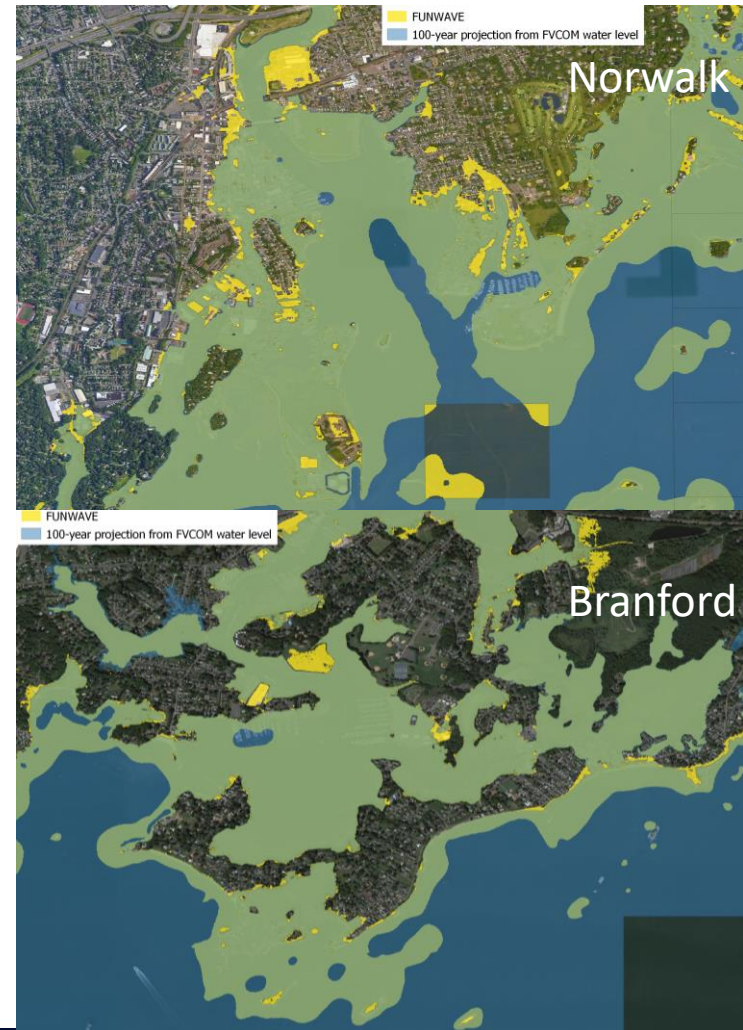 FUNWAVE
100-year projection from FVCOM water level
Norwalk
FUNWAVE
100-year projection from FVCOM water level
Branford